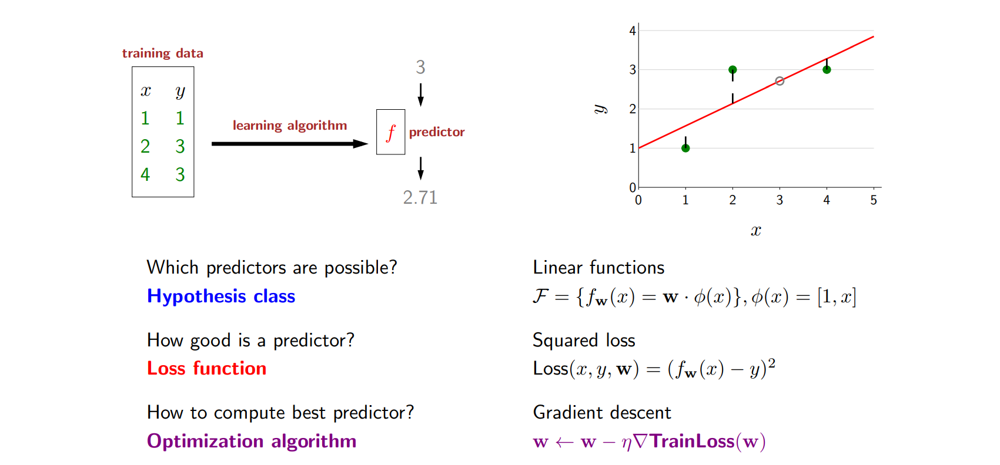 training data
x y
1 1
2 3
4 3
learning algorithm
3
f predictor
2.71
4
3
2
1
0
y
0 1 2 3 4 5
x
Which predictors are possible?
Hypothesis class
Linear functions
ℱ = {f_𝐰(x) = 𝐰 · ϕ(x)}, ϕ(x) = [1, x]
How good is a predictor?
Loss function
Squared loss
Loss(x, y, 𝐰) = (f_𝐰(x) − y)²
How to compute best predictor?
Optimization algorithm
Gradient descent
𝐰 ← 𝐰 − η∇TrainLoss(𝐰)